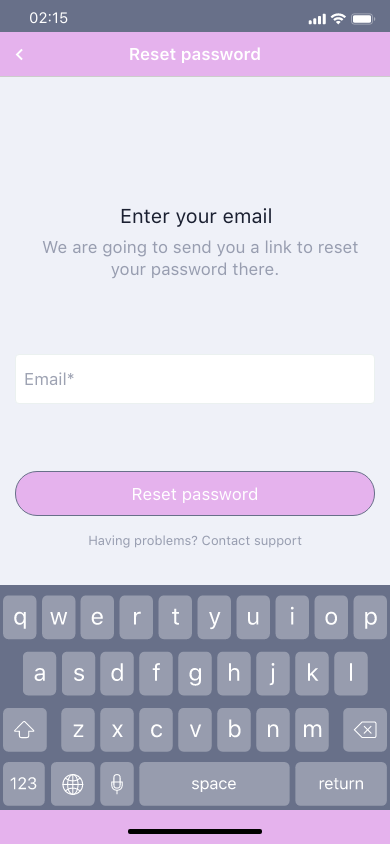 02:15
Reset password
Enter your email
We are going to send you a link to reset
your password there.
Email*
Reset password
Having problems? Contact support
q w e r t y u i o p
a s d f g h j k l
z x c v b n m
123 space return